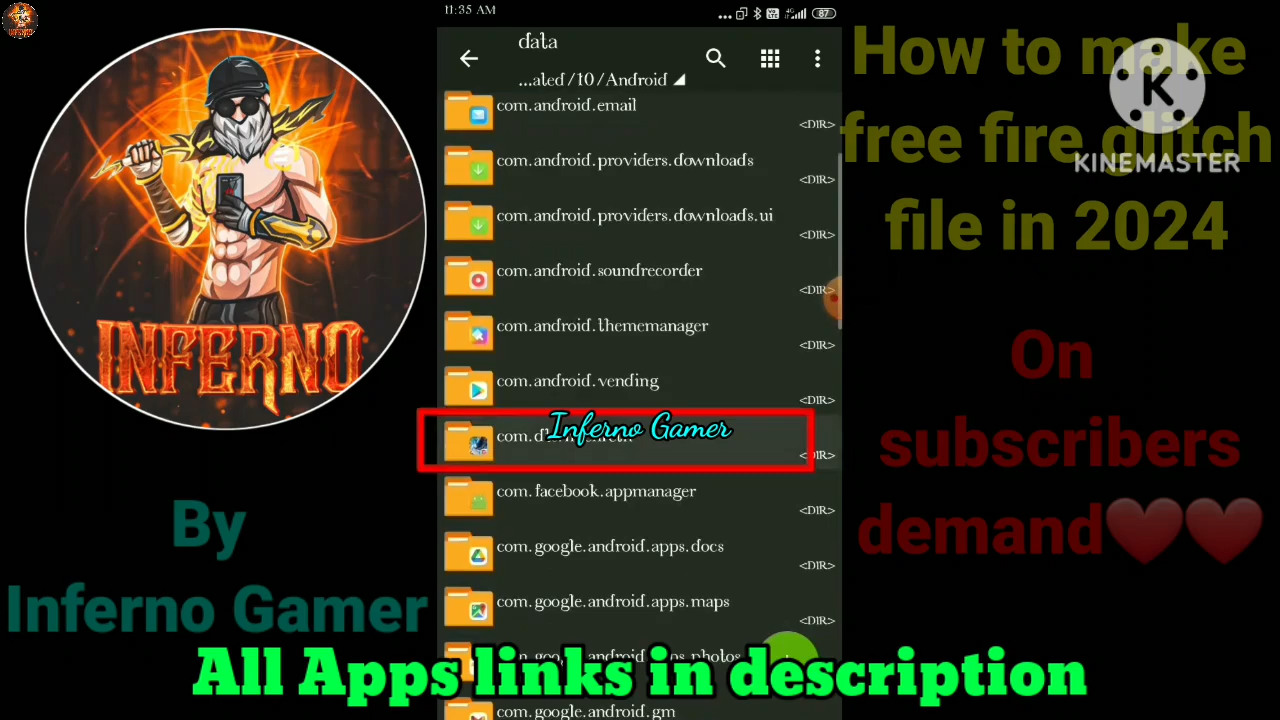 11:35 AM
87
data
...ated/10/Android
com.android.email
<DIR>
com.android.providers.downloads
<DIR>
com.android.providers.downloads.ui
<DIR>
com.android.soundrecorder
<DIR>
com.android.thememanager
<DIR>
com.android.vending
<DIR>
Inferno Gamer
<DIR>
com.facebook.appmanager
<DIR>
com.google.android.apps.docs
<DIR>
com.google.android.apps.maps
<DIR>
com.google.android.gm
INFERNO
By
Inferno Gamer
How to make
free fire glitch
file in 2024
K
KINEMASTER
On
subscribers
demand❤️❤️
All Apps links in description